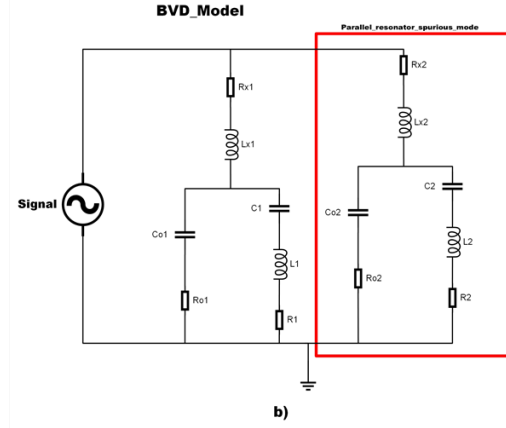 BVD_Model
Parallel_resonator_spurious_mode
Rx1
Rx2
Lx1
Lx2
Signal
Co1
C1
Co2
C2
L1
L2
Ro1
R1
Ro2
R2
b)